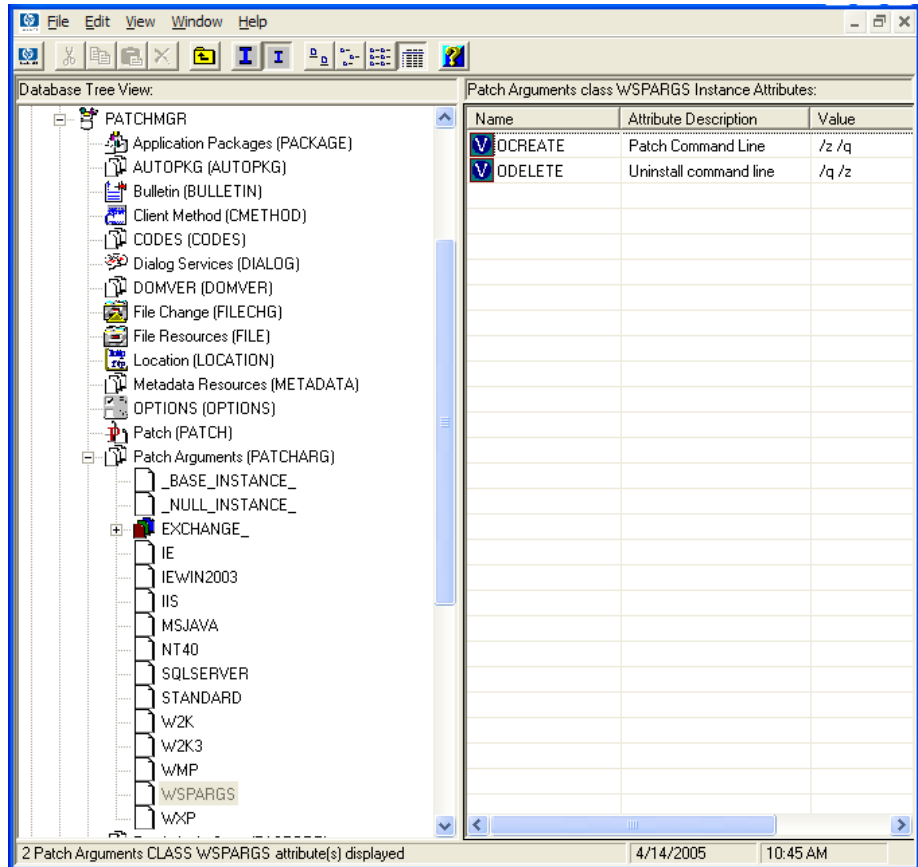 File Edit View Window Help
Database Tree View:
Patch Arguments class WSPARGS Instance Attributes:
PATCHMGR
Application Packages (PACKAGE)
AUTOPKG (AUTOPKG)
Bulletin (BULLETIN)
Client Method (CMETHOD)
CODES (CODES)
Dialog Services (DIALOG)
DOMVER (DOMVER)
File Change (FILECHG)
File Resources (FILE)
Location (LOCATION)
Metadata Resources (METADATA)
OPTIONS (OPTIONS)
Patch (PATCH)
Patch Arguments (PATCHARG)
_BASE_INSTANCE_
_NULL_INSTANCE_
EXCHANGE_
IE
IEWIN2003
IIS
MSJAVA
NT40
SQLSERVER
STANDARD
W2K
W2K3
WMP
WSPARGS
WXP
Name Attribute Description Value
V OCREATE Patch Command Line /z /q
V ODELETE Uninstall command line /q /z
2 Patch Arguments CLASS WSPARGS attribute(s) displayed 4/14/2005 10:45 AM